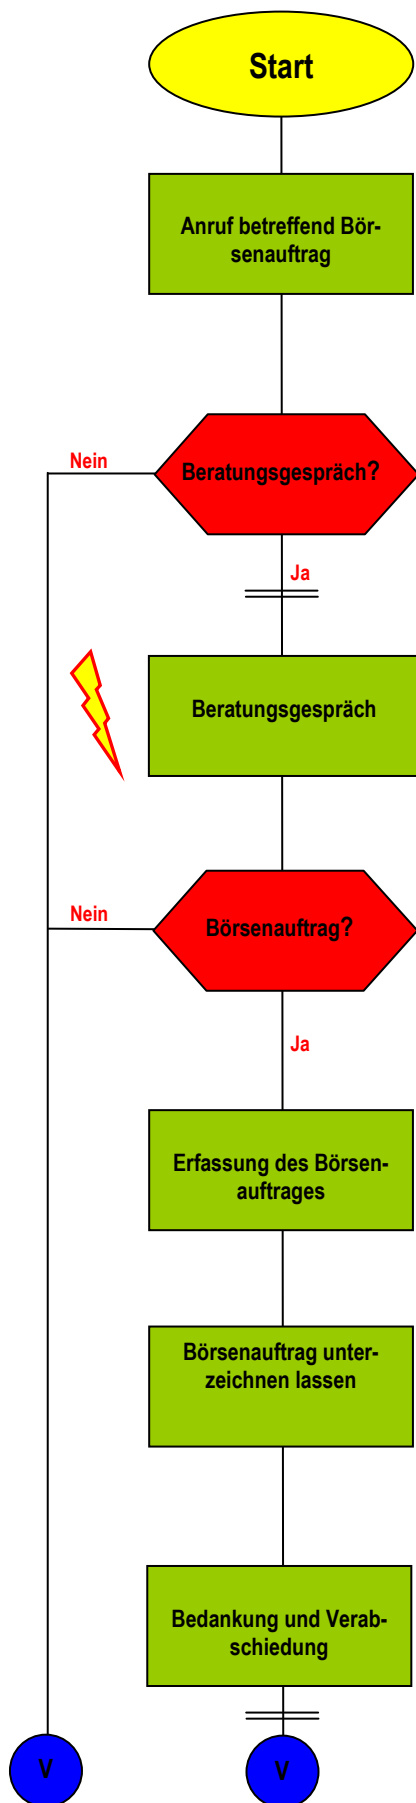 Start
Anruf betreffend Bör-
senauftrag
Nein
Beratungsgespräch?
Ja
Beratungsgespräch
Nein
Börsenauftrag?
Ja
Erfassung des Börsen-
auftrages
Börsenauftrag unter-
zeichnen lassen
Bedankung und Verab-
schiedung
V
V